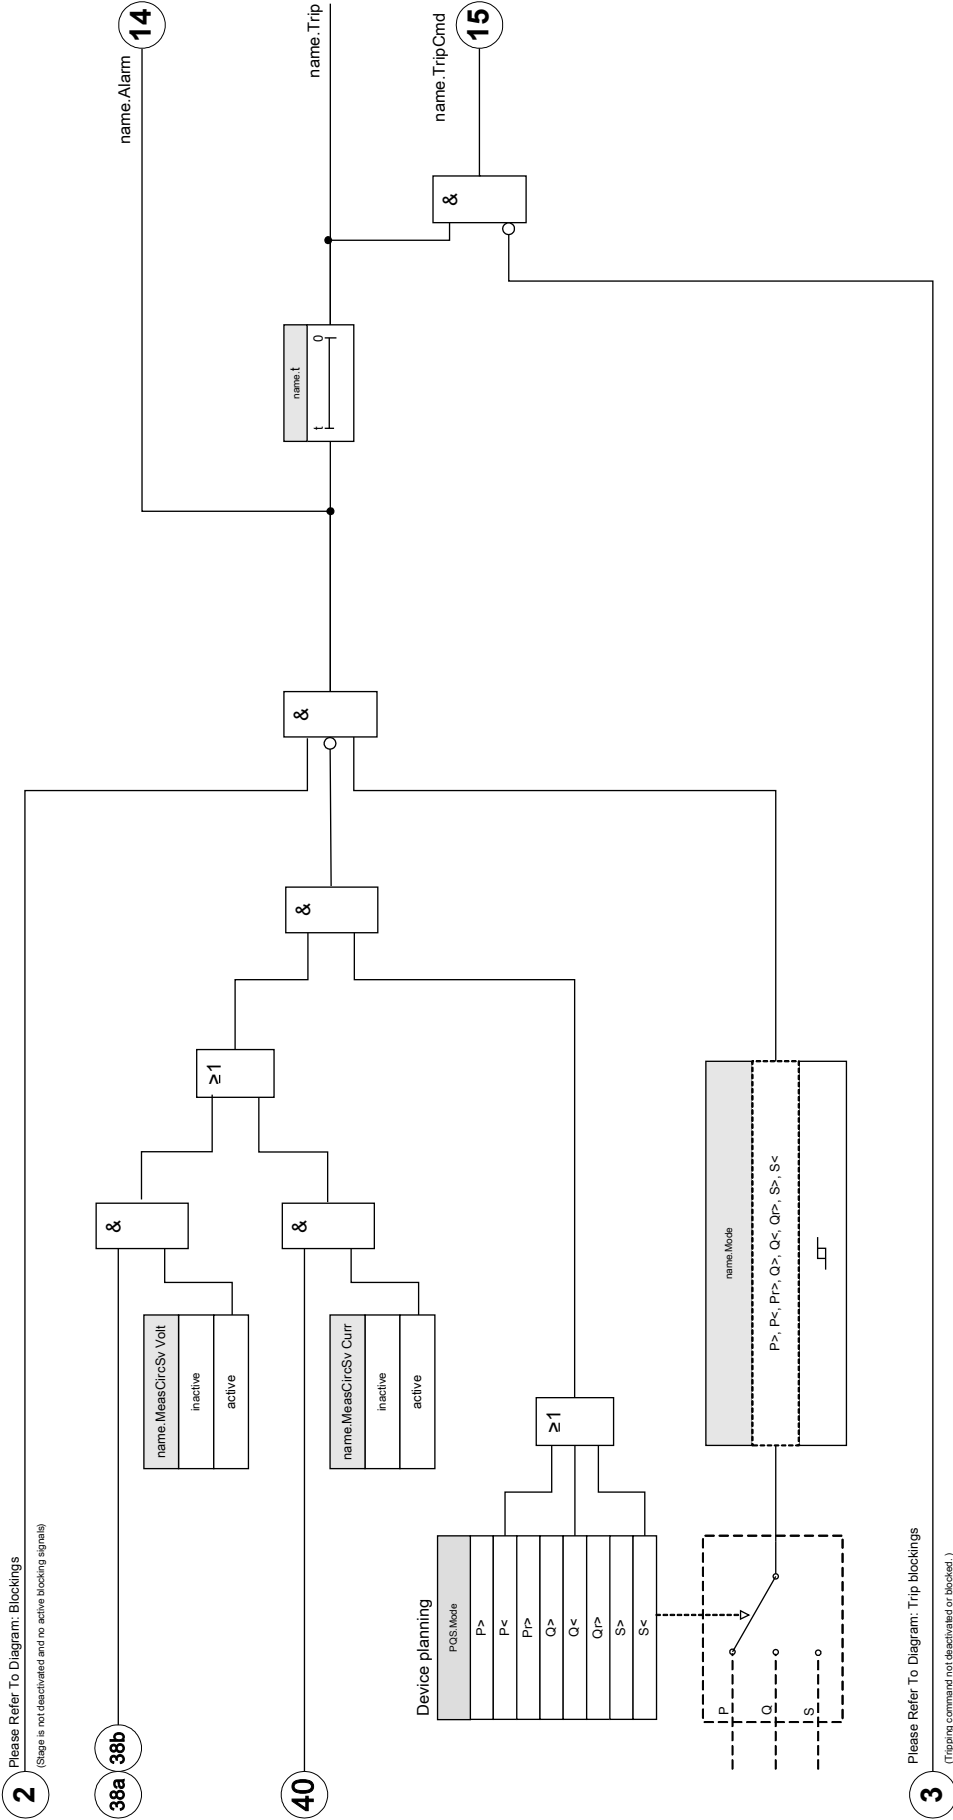 2
Please Refer To Diagram: Blockings
(Stage is not deactivated and no active blocking signals)
38a
38b
name.MeasCircSv Volt
inactive
active
&
40
name.MeasCircSv Curr
inactive
active
&
≥1
&
&
name.Alarm
14
name.t
t
0
name.Trip
&
name.TripCmd
15
Device planning
PQS.Mode
P>
P<
Pr>
Q>
Q<
Qr>
S>
S<
≥1
P
Q
S
name.Mode
P>, P<, Pr>, Q>, Q<, Qr>, S>, S<
3
Please Refer To Diagram: Trip blockings
(Tripping command not deactivated or blocked. )